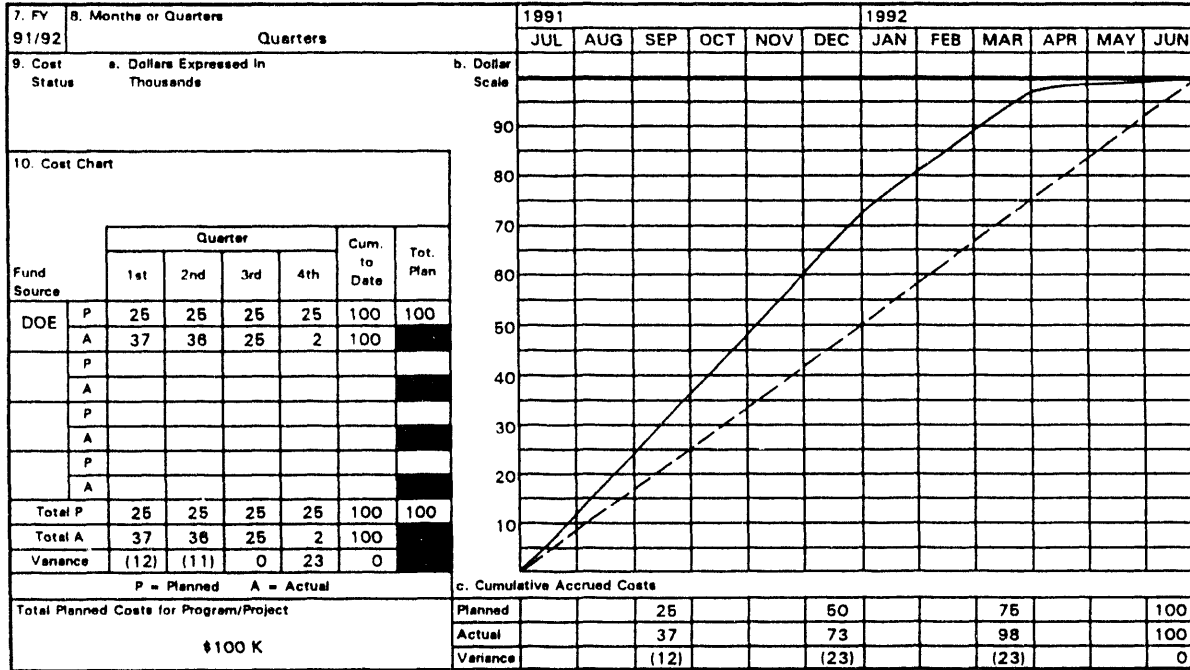 7. FY 8. Months or Quarters
91/92 Quarters
1991 1992
JUL AUG SEP OCT NOV DEC JAN FEB MAR APR MAY JUN
9. Cost Status
a. Dollars Expressed in Thousands
b. Dollar Scale
90
80
70
60
50
40
30
20
10
10. Cost Chart
Fund Source
Quarter
1st 2nd 3rd 4th
Cum. to Date
Tot. Plan
DOE P 25 25 25 25 100 100
A 37 36 25 2 100
P
A
P
A
P
A
Total P 25 25 25 25 100 100
Total A 37 36 25 2 100
Variance (12) (11) 0 23 0
P = Planned A = Actual
Total Planned Costs for Program/Project
$100 K
c. Cumulative Accrued Costs
Planned 25 50 75 100
Actual 37 73 98 100
Variance (12) (23) (23) 0